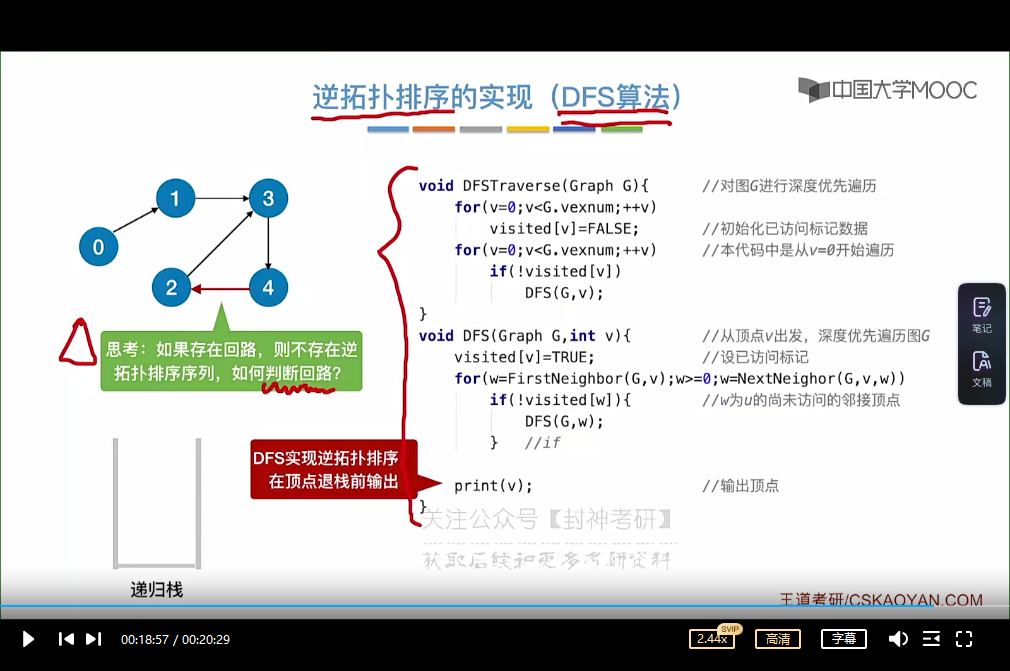 逆拓扑排序的实现（DFS算法）
中国大学MOOC
0
1
3
2
4
思考：如果存在回路，则不存在逆
拓扑排序序列，如何判断回路？
DFS实现逆拓扑排序
在顶点退栈前输出
递归栈
void DFSTraverse(Graph G){ //对图G进行深度优先遍历
for(v=0;v<G.vexnum;++v)
visited[v]=FALSE; //初始化已访问标记数据
for(v=0;v<G.vexnum;++v) //本代码中是从v=0开始遍历
if(!visited[v])
DFS(G,v);
}
void DFS(Graph G,int v){ //从顶点v出发，深度优先遍历图G
visited[v]=TRUE; //设已访问标记
for(w=FirstNeighbor(G,v);w>=0;w=NextNeighor(G,v,w))
if(!visited[w]){ //w为u的尚未访问的邻接顶点
DFS(G,w);
} //if
print(v); //输出顶点
}
关注公众号【封神考研】
获取后续和更多考研资料
王道考研/CSKAOYAN.COM
笔记
文稿
00:18:57 / 00:20:29
2.44x
SVIP
高清
字幕